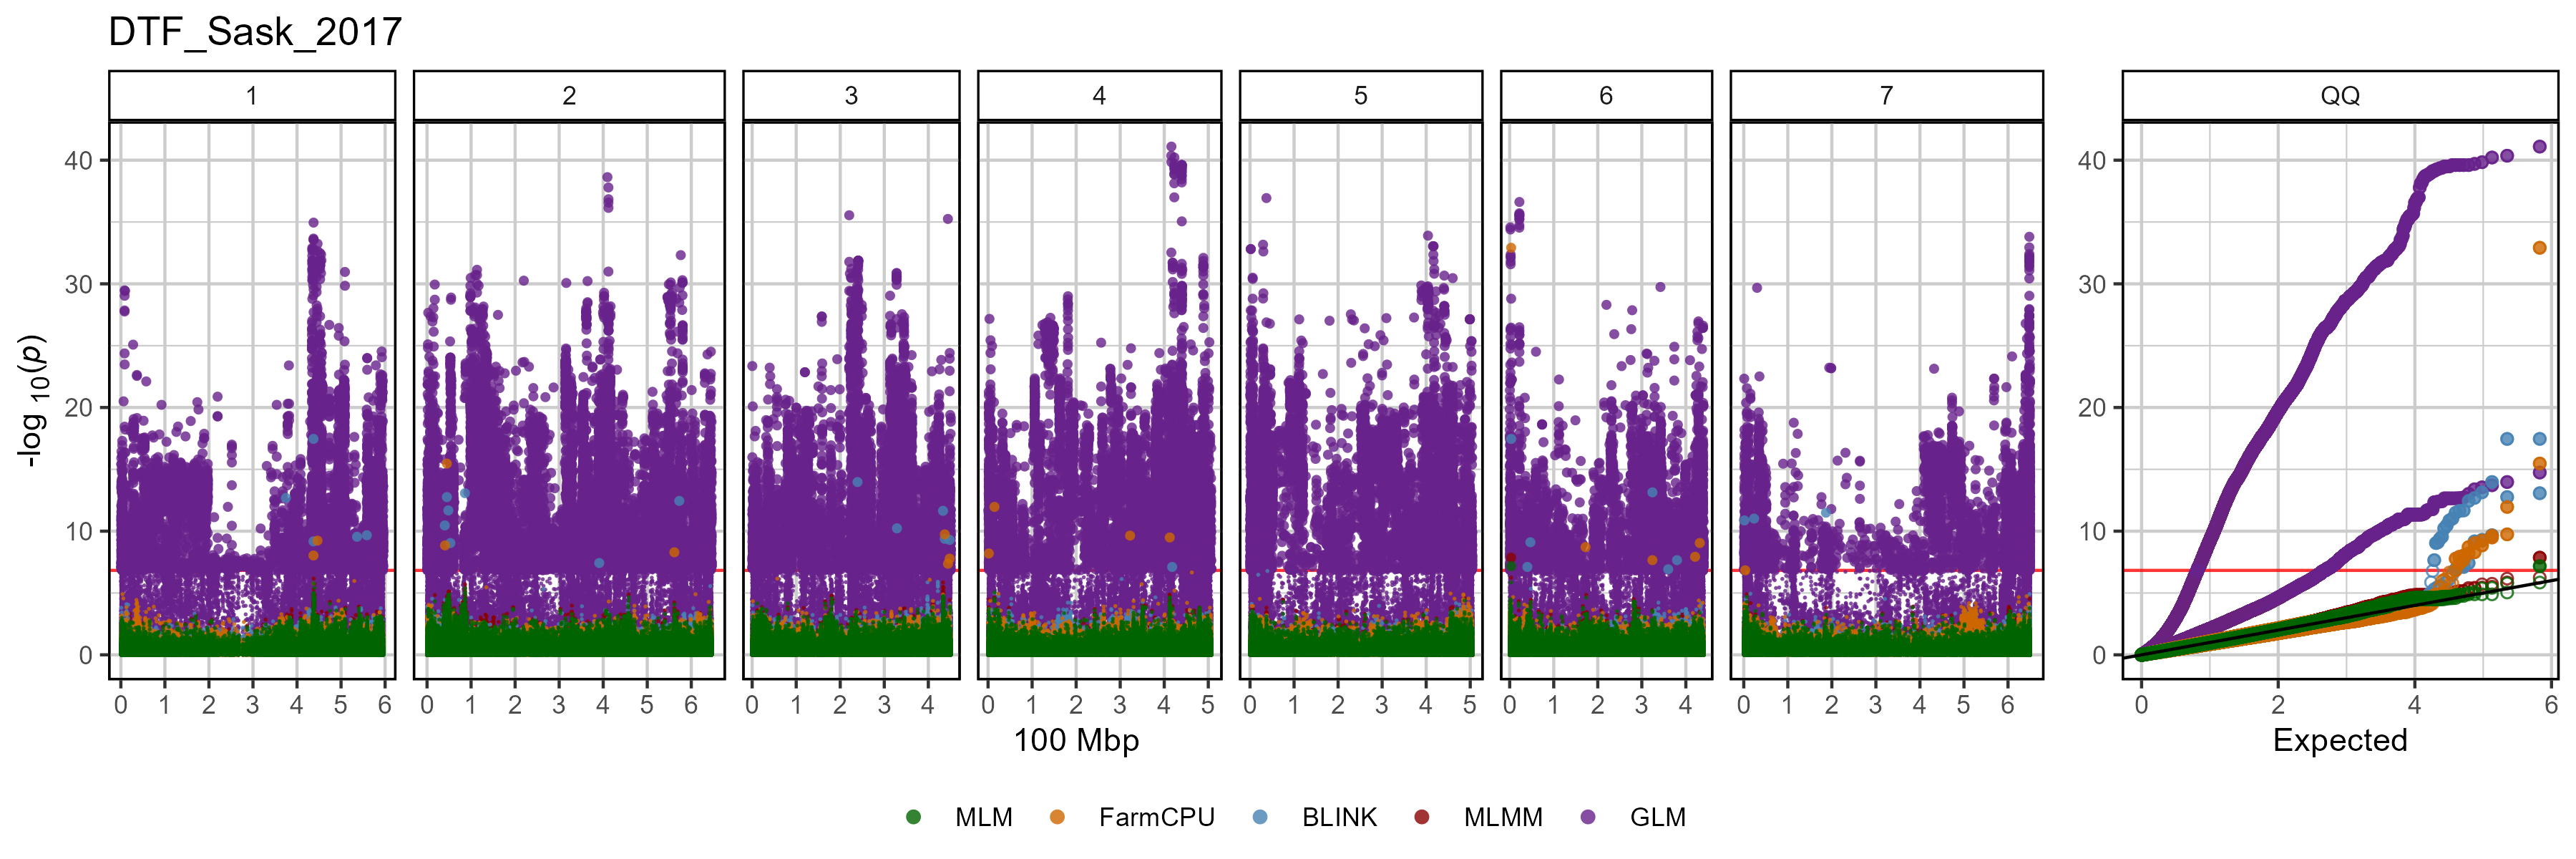 DTF_Sask_2017
1 2 3 4 5 6 7 QQ
40 40
30 30
20 20
10 10
0 0
-log 10(p)
0 1 2 3 4 5 6 0 1 2 3 4 5 6 0 1 2 3 4 0 1 2 3 4 5 0 1 2 3 4 5 0 1 2 3 4 0 1 2 3 4 5 6 0 2 4 6
100 Mbp Expected
MLM FarmCPU BLINK MLMM GLM